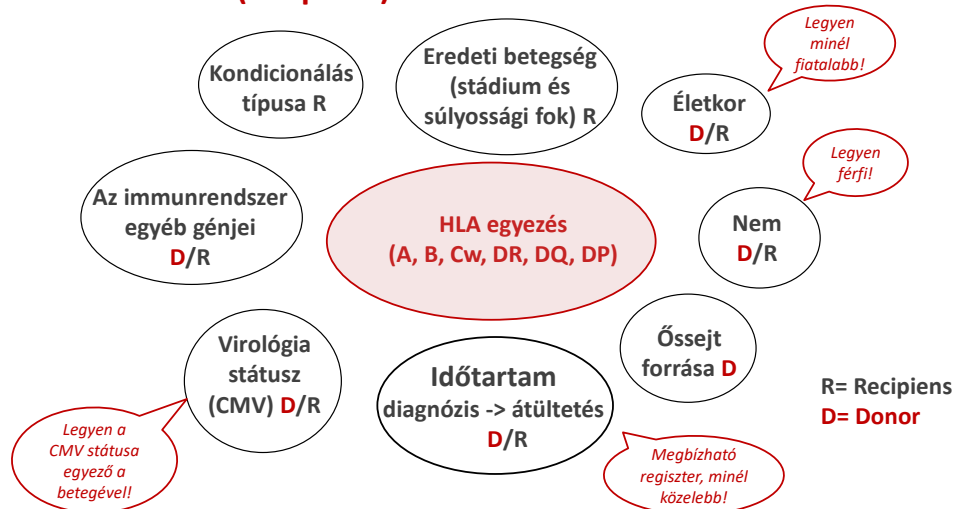 Kondicionálás
típusa R
Eredeti betegség
(stádium és
súlyossági fok) R
Legyen
minél
fiatalabb!
Életkor
D/R
Legyen
férfi!
Az immunrendszer
egyéb génjei
D/R
HLA egyezés
(A, B, Cw, DR, DQ, DP)
Nem
D/R
Virológia
státusz
(CMV) D/R
Időtartam
diagnózis -> átültetés
D/R
Őssejt
forrása D
R= Recipiens
D= Donor
Legyen a
CMV státusa
egyező a
betegével!
Megbízható
regiszter, minél
közelebb!